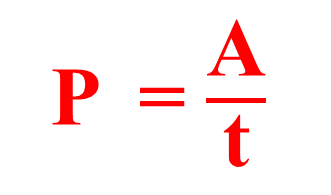 P = A/t